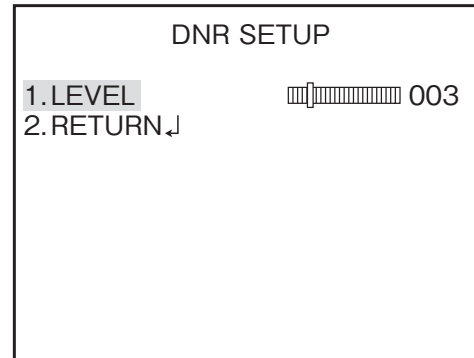 DNR SETUP
1. LEVEL 003
2. RETURN↲